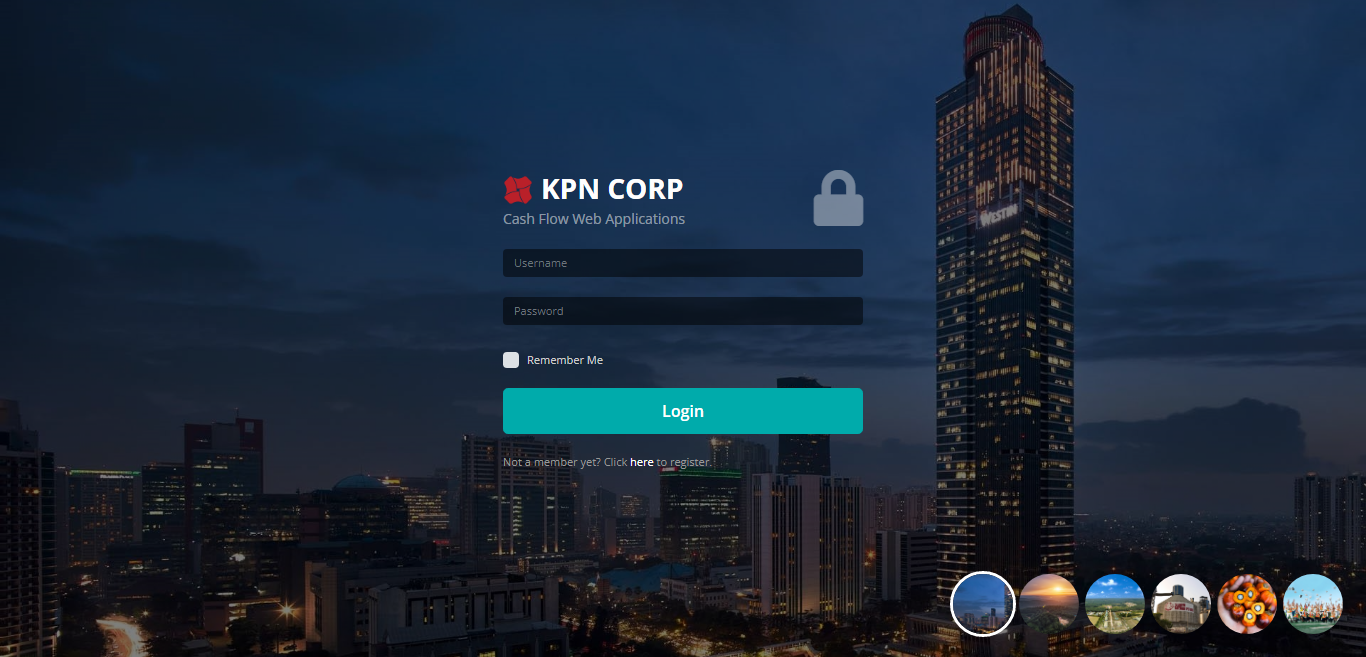 KPN CORP
Cash Flow Web Applications
Username
Password
Remember Me
Login
Not a member yet? Click here to register.
WESTIN